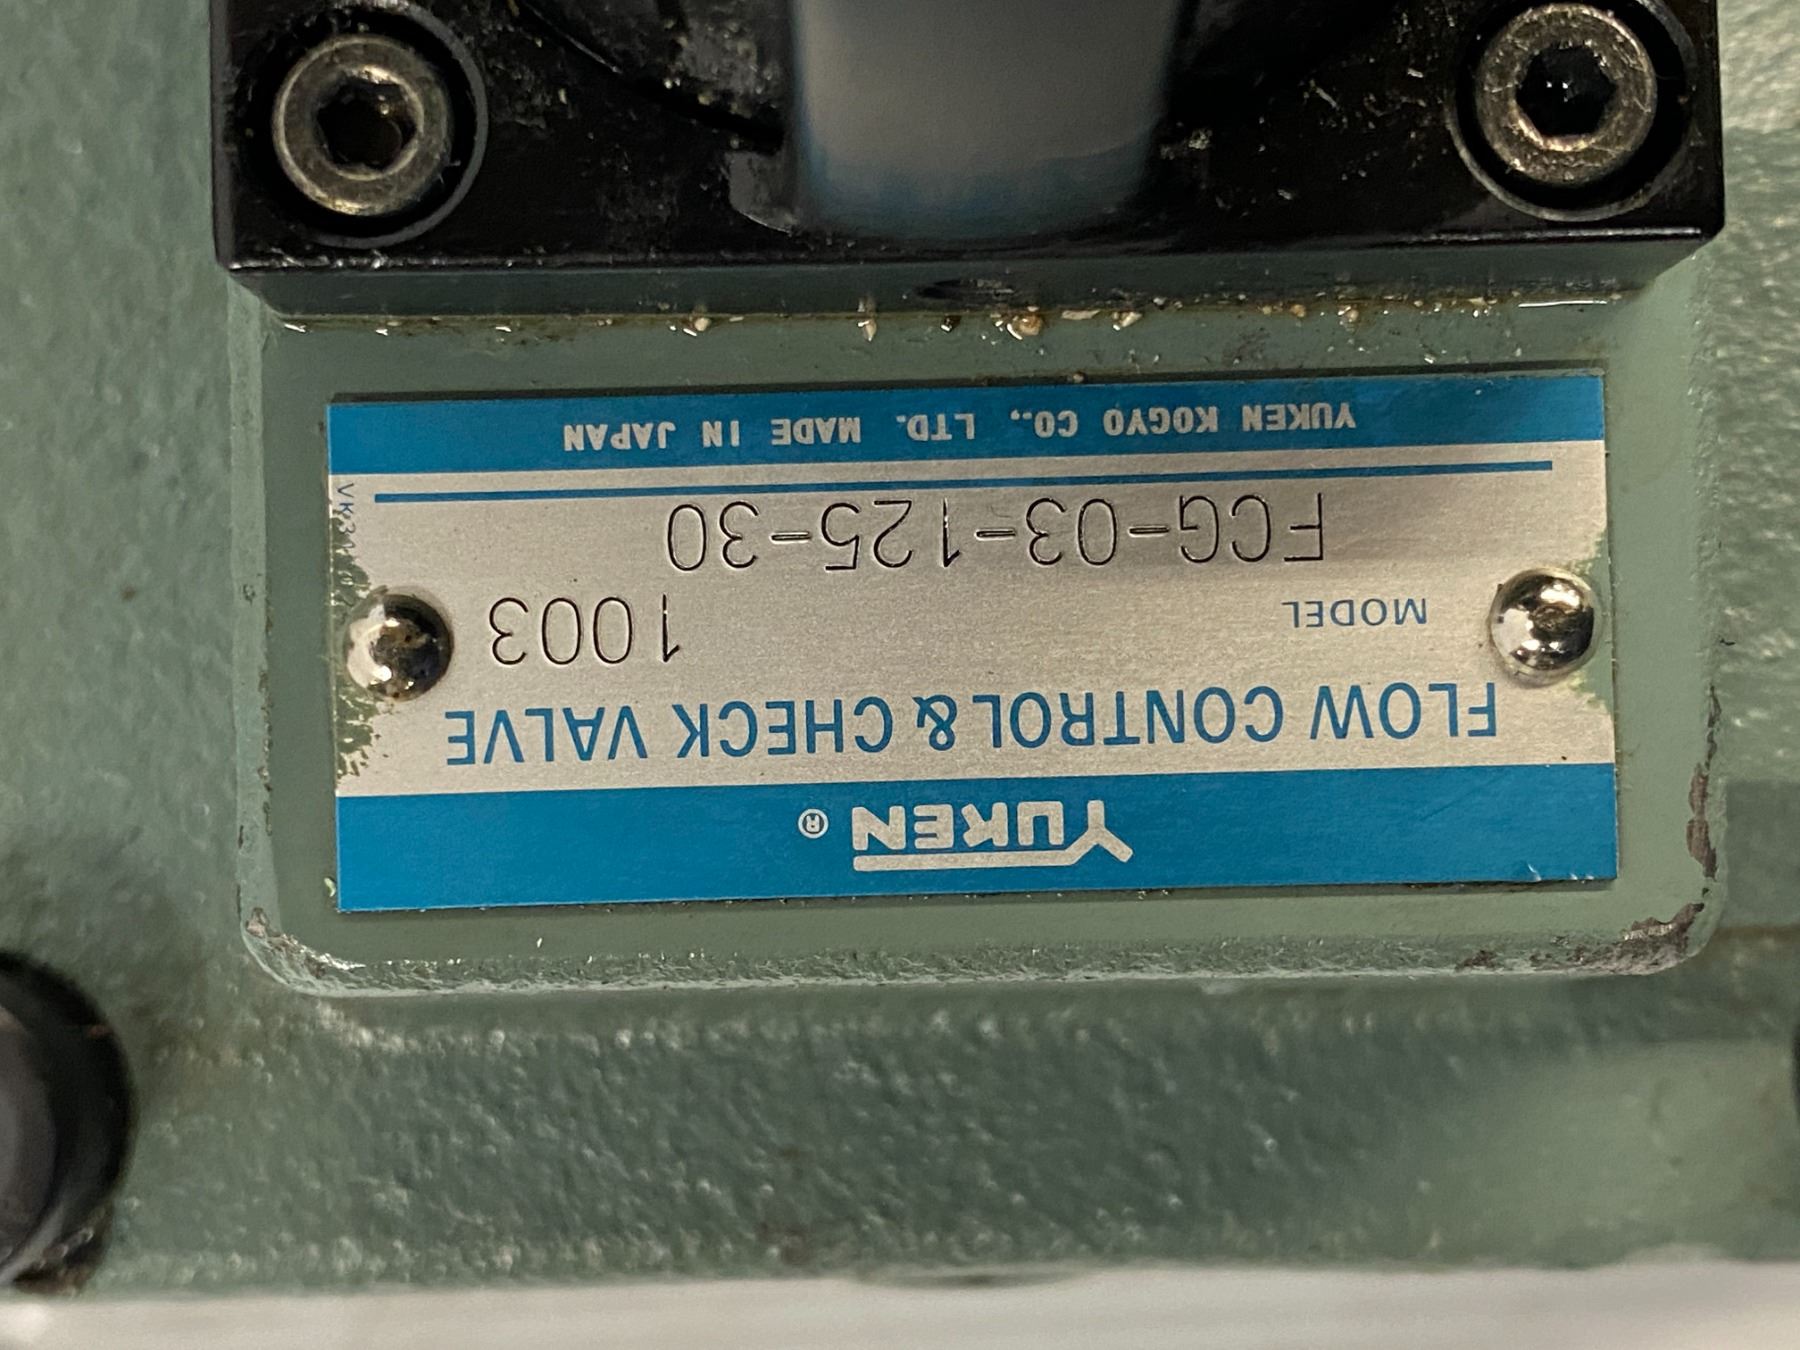 YUKEN ®
FLOW CONTROL & CHECK VALVE
MODEL 1003
FCG-03-125-30
YUKEN KOGYO CO., LTD. MADE IN JAPAN